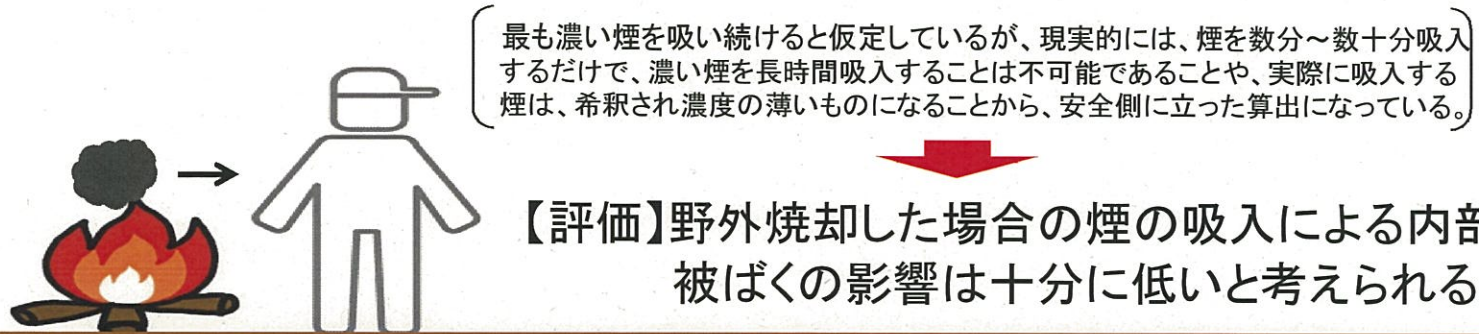 最も濃い煙を吸い続けると仮定しているが、現実的には、煙を数分～数十分吸入
するだけで、濃い煙を長時間吸入することは不可能であることや、実際に吸入する
煙は、希釈され濃度の薄いものになることから、安全側に立った算出になっている。
【評価】野外焼却した場合の煙の吸入による内部
被ばくの影響は十分に低いと考えられる